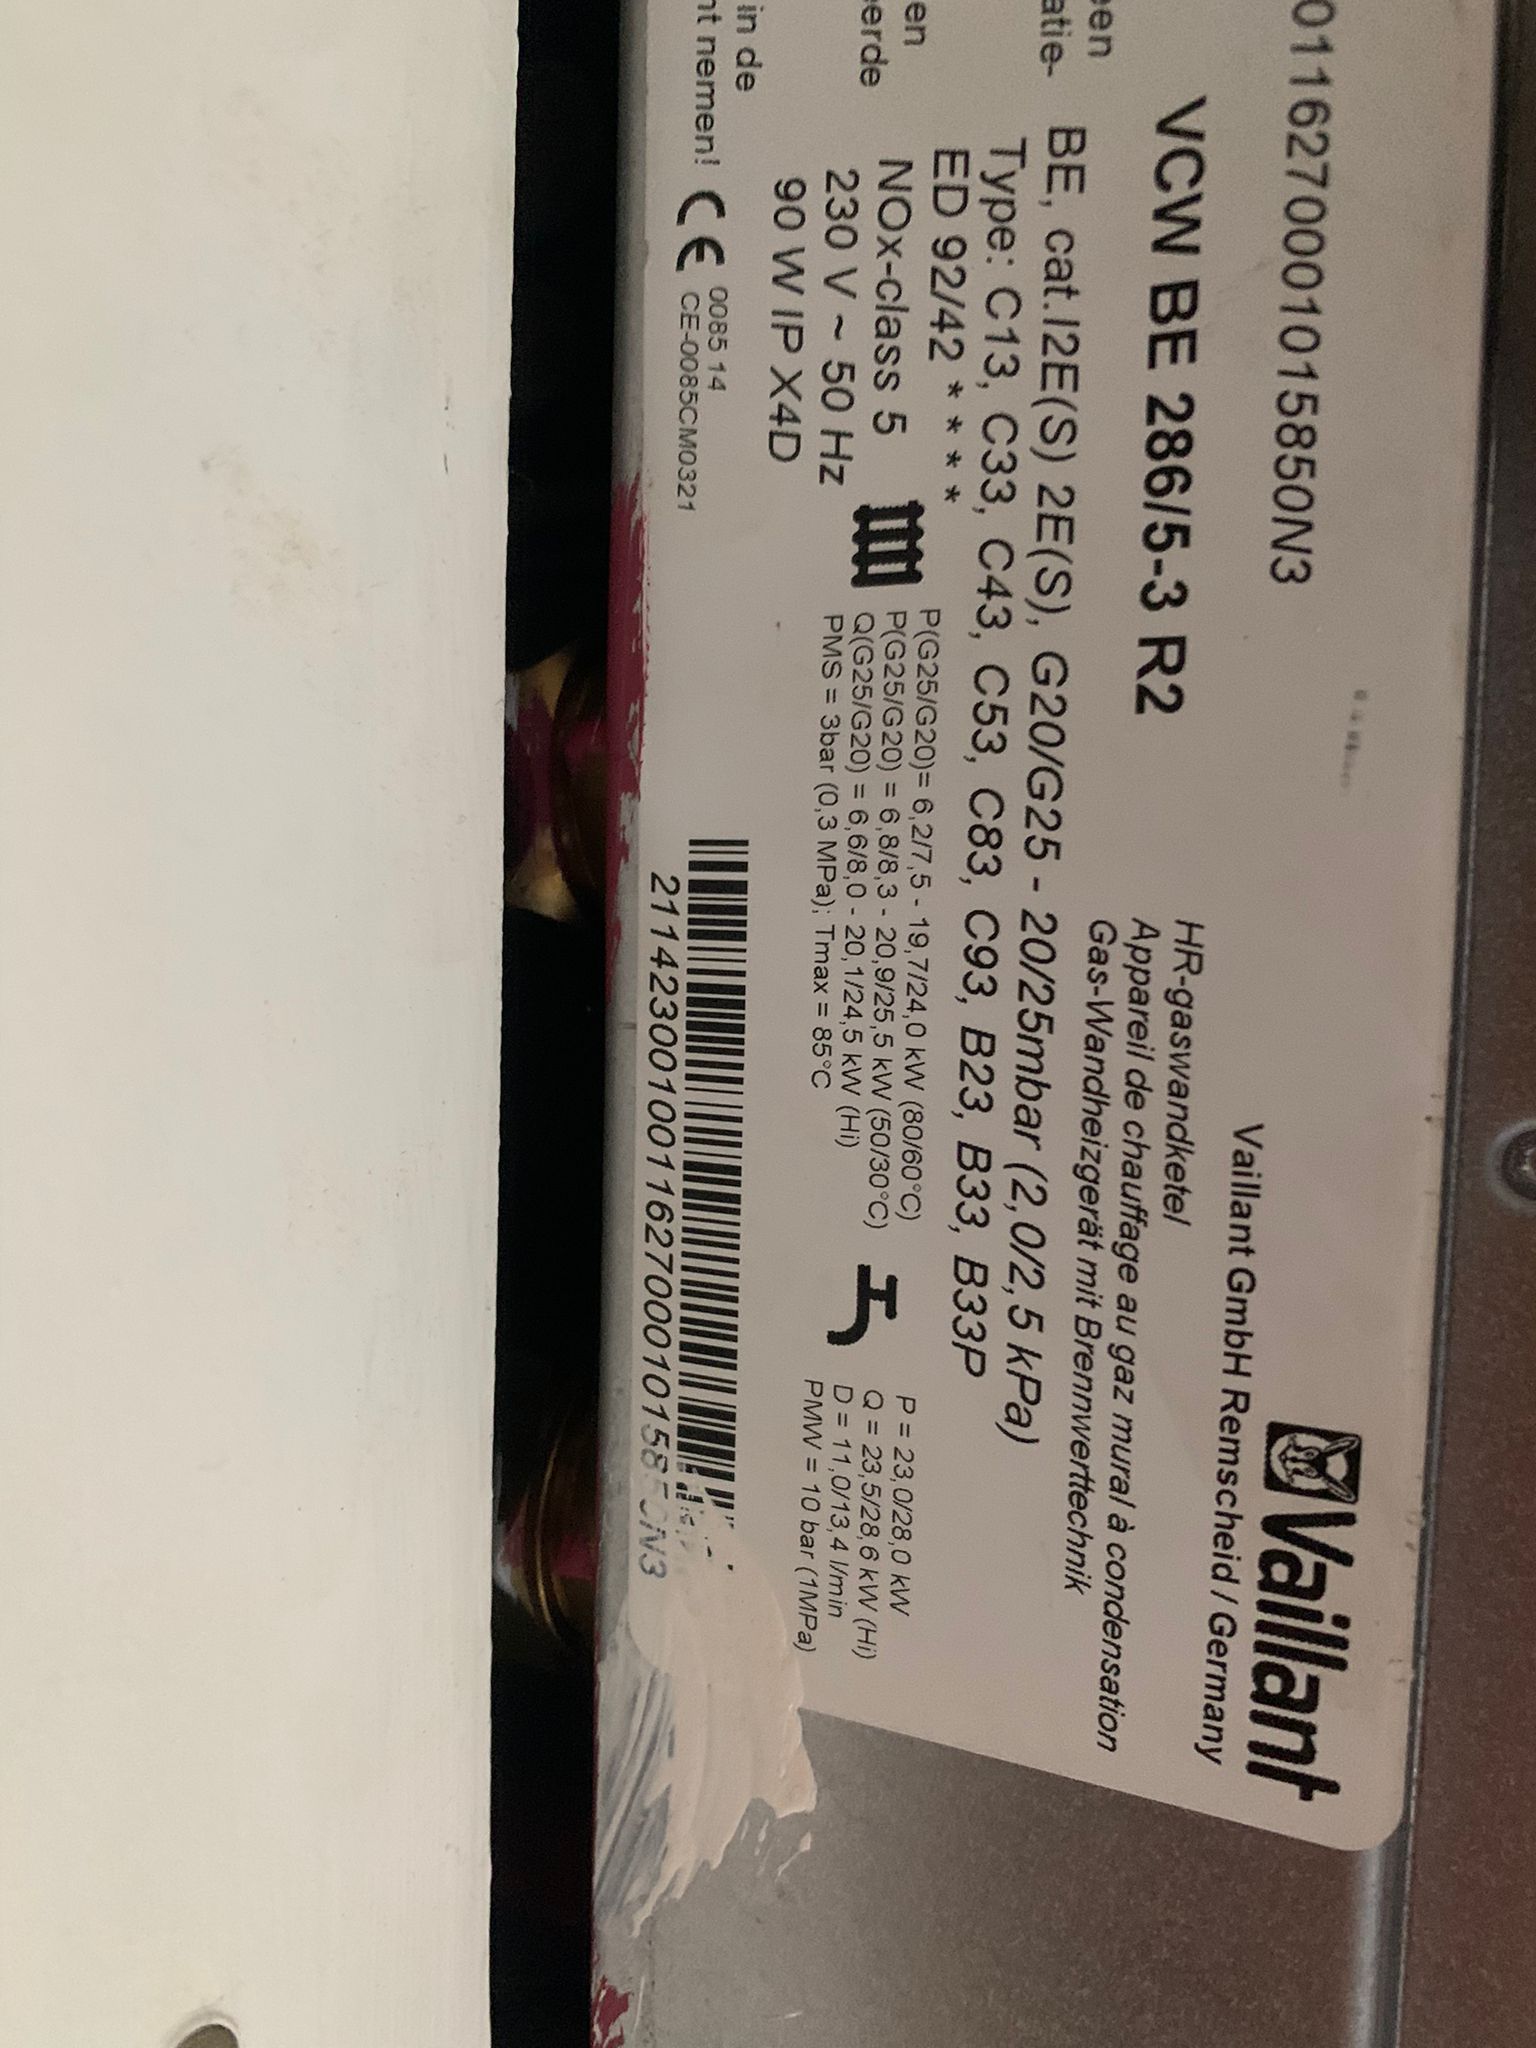 0116270001015850N3
Vaillant
Vaillant GmbH Remscheid / Germany
VCW BE 286/5-3 R2
HR-gaswandketel
Appareil de chauffage au gaz mural à condensation
Gas-Wandheizgerät mit Brennwerttechnik
een
atie-
BE, cat.I2E(S) 2E(S), G20/G25 - 20/25mbar (2,0/2,5 kPa)
Type: C13, C33, C43, C53, C83, C93, B23, B33, B33P
en
eerde
ED 92/42 * * * *
NOx-class 5
230 V ~ 50 Hz
90 W IP X4D
P(G25/G20)= 6,2/7,5 - 19,7/24,0 kW (80/60°C)
P(G25/G20) = 6,8/8,3 - 20,9/25,5 kW (50/30°C)
Q(G25/G20) = 6,6/8,0 - 20,1/24,5 kW (Hi)
PMS = 3bar (0,3 MPa); Tmax = 85°C
P = 23,0/28,0 kW
Q = 23,5/28,6 kW (Hi)
D = 11,0/13,4 l/min
PMW = 10 bar (1MPa)
in de
nt nemen!
CE 0085 14
CE-0085CM0321
21142300100116270001015850N3